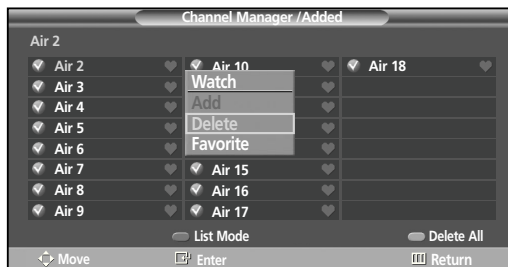 Channel Manager /Added
Air 2
Air 2 Air 10 Air 18
Air 3 Watch
Air 4 Add
Air 5 Delete
Air 6 Favorite
Air 7 Air 15
Air 8 Air 16
Air 9 Air 17
List Mode Delete All
Move Enter Return